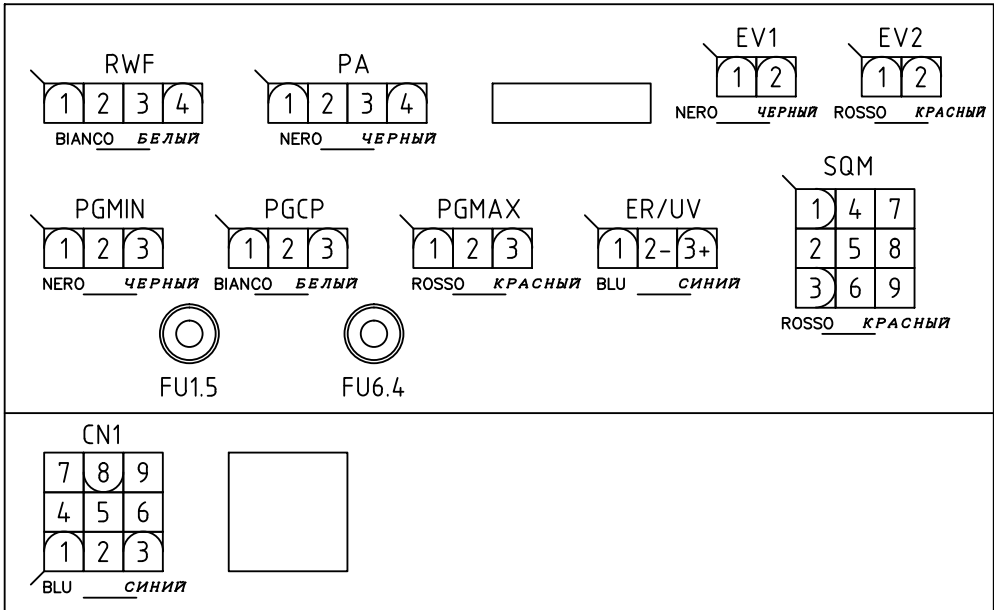 RWF
1 2 3 4
BIANCO БЕЛЫЙ
PA
1 2 3 4
NERO ЧЕРНЫЙ
EV1
1 2
NERO ЧЕРНЫЙ
EV2
1 2
ROSSO КРАСНЫЙ
PGMIN
1 2 3
NERO ЧЕРНЫЙ
PGCP
1 2 3
BIANCO БЕЛЫЙ
PGMAX
1 2 3
ROSSO КРАСНЫЙ
ER/UV
1 2- 3+
BLU СИНИЙ
SQM
1 4 7
2 5 8
3 6 9
ROSSO КРАСНЫЙ
FU1.5
FU6.4
CN1
7 8 9
4 5 6
1 2 3
BLU СИНИЙ